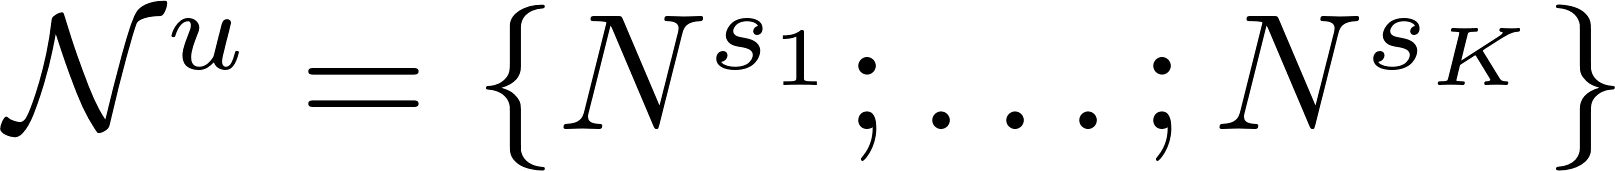 $\mathcal{N}^{u} = \{N^{s_1}; \ldots; N^{s_K}\}$